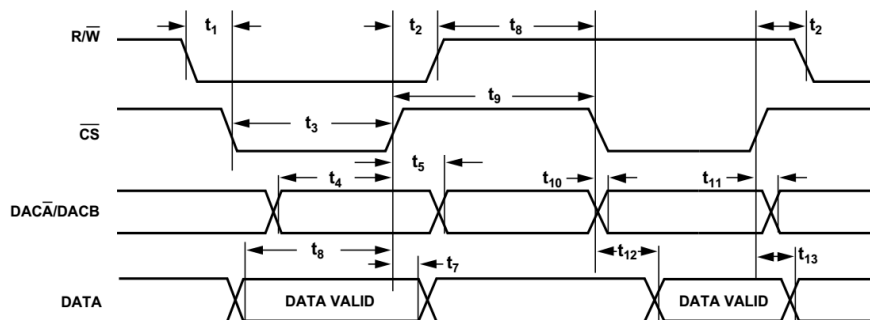 t₁ t₂ t₈ t₂
R/W̅
t₉
C̅S̅ t₃
t₅
t₄ t₁₀ t₁₁
DACA̅/DACB
t₈ t₇ t₁₂ t₁₃
DATA DATA VALID DATA VALID